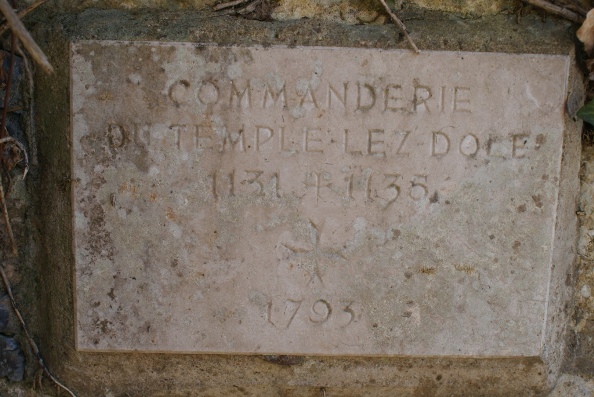 COMMANDERIE
DU TEMPLE·LEZ·DOLE
1131 ✝ 1135
1793